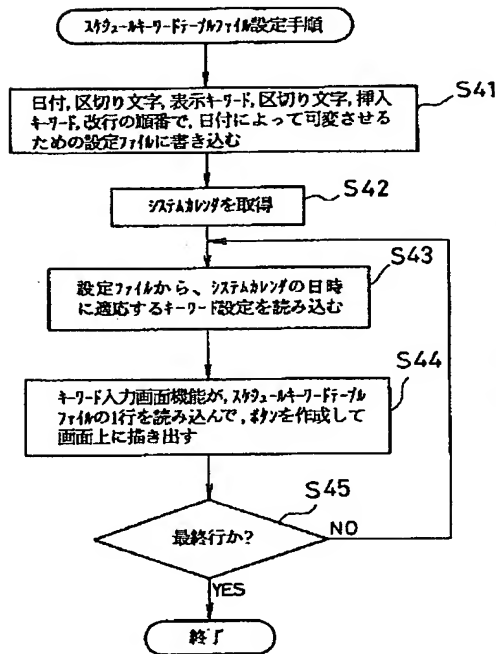 ｽｹｼﾞｭｰﾙｷｰﾜｰﾄﾞﾃｰﾌﾞﾙﾌｧｲﾙ設定手順
S41
日付,区切り文字,表示ｷｰﾜｰﾄﾞ,区切り文字,挿入
ｷｰﾜｰﾄﾞ,改行の順番で,日付によって可変させる
ための設定ﾌｧｲﾙに書き込む
S42
ｼｽﾃﾑｶﾚﾝﾀﾞを取得
S43
設定ﾌｧｲﾙから、ｼｽﾃﾑｶﾚﾝﾀﾞの日時
に適応するｷｰﾜｰﾄﾞ設定を読み込む
S44
ｷｰﾜｰﾄﾞ入力画面機能が,ｽｹｼﾞｭｰﾙｷｰﾜｰﾄﾞﾃｰﾌﾞﾙ
ﾌｧｲﾙの1行を読み込んで,ﾎﾞﾀﾝを作成して
画面上に描き出す
S45
最終行か?
NO
YES
終了